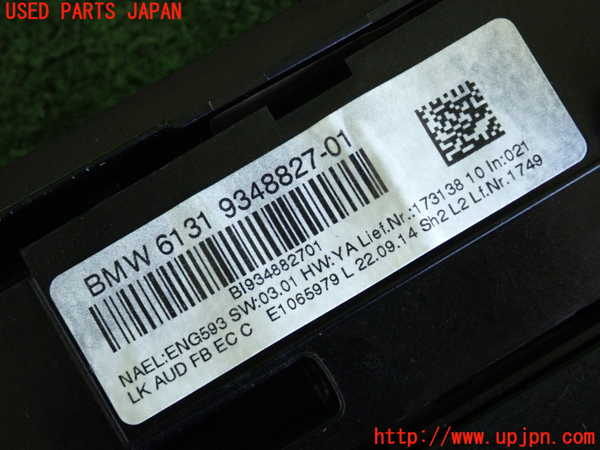 USED PARTS JAPAN
BMW 6131 9348827-01
BI934882701
NAEL:ENG593 SW:03.01 HW:YA Lief.Nr.:173138 10 In:021
LK AUD FB EC C E1065979 L 22.09.14 Sh2 L2 Lf.Nr.1749
http://www.upjpn.com/